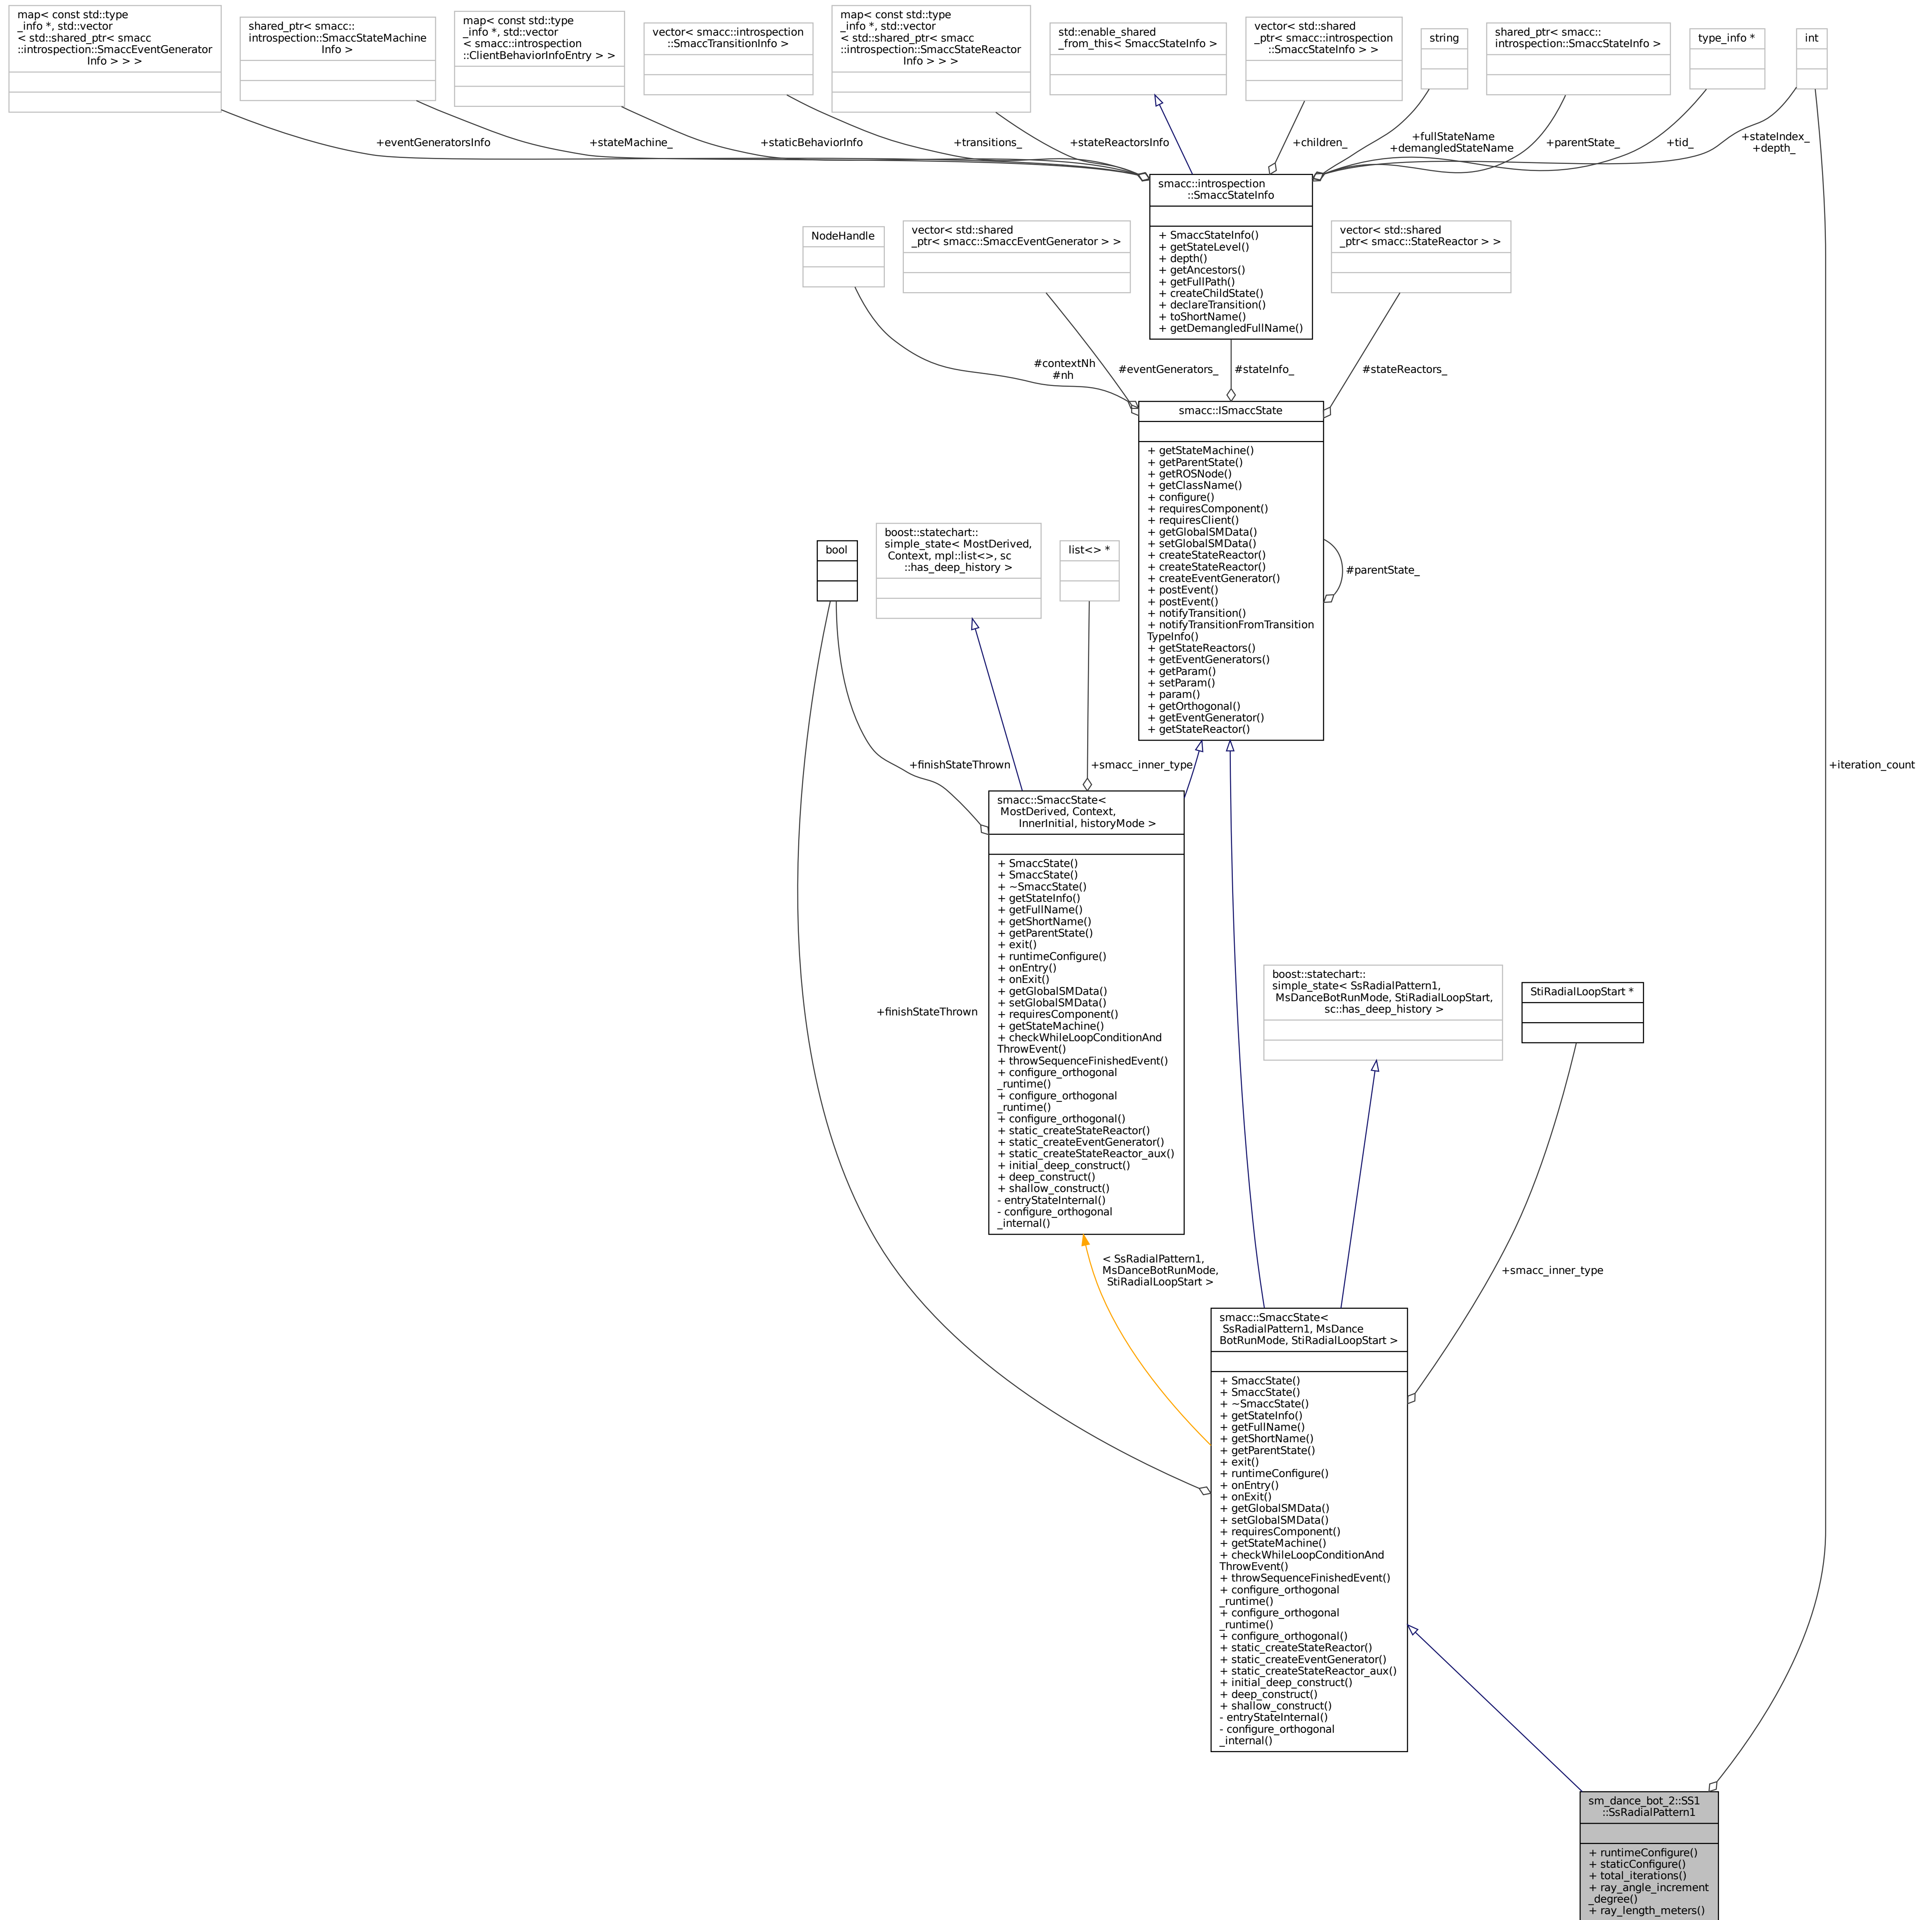 map< const std::type
_info *, std::vector
< std::shared_ptr< smacc
::introspection::SmaccEventGenerator
Info > > >
shared_ptr< smacc::
introspection::SmaccStateMachine
Info >
map< const std::type
_info *, std::vector
< smacc::introspection
::ClientBehaviorInfoEntry > >
vector< smacc::introspection
::SmaccTransitionInfo >
map< const std::type
_info *, std::vector
< std::shared_ptr< smacc
::introspection::SmaccStateReactor
Info > > >
std::enable_shared
_from_this< SmaccStateInfo >
vector< std::shared
_ptr< smacc::introspection
::SmaccStateInfo > >
string
shared_ptr< smacc::
introspection::SmaccStateInfo >
type_info *
int
+eventGeneratorsInfo
+stateMachine_
+staticBehaviorInfo
+transitions_
+stateReactorsInfo
+children_
+fullStateName
+demangledStateName
+parentState_
+tid_
+stateIndex_
+depth_
smacc::introspection
::SmaccStateInfo
+ SmaccStateInfo()
+ getStateLevel()
+ depth()
+ getAncestors()
+ getFullPath()
+ createChildState()
+ declareTransition()
+ toShortName()
+ getDemangledFullName()
NodeHandle
vector< std::shared
_ptr< smacc::SmaccEventGenerator > >
vector< std::shared
_ptr< smacc::StateReactor > >
#contextNh
#nh
#eventGenerators_
#stateInfo_
#stateReactors_
smacc::ISmaccState
+ getStateMachine()
+ getParentState()
+ getROSNode()
+ getClassName()
+ configure()
+ requiresComponent()
+ requiresClient()
+ getGlobalSMData()
+ setGlobalSMData()
+ createStateReactor()
+ createStateReactor()
+ createEventGenerator()
+ postEvent()
+ postEvent()
+ notifyTransition()
+ notifyTransitionFromTransition
TypeInfo()
+ getStateReactors()
+ getEventGenerators()
+ getParam()
+ setParam()
+ param()
+ getOrthogonal()
+ getEventGenerator()
+ getStateReactor()
#parentState_
bool
boost::statechart::
simple_state< MostDerived,
Context, mpl::list<>, sc
::has_deep_history >
list<> *
+finishStateThrown
+smacc_inner_type
+iteration_count
smacc::SmaccState<
MostDerived, Context,
InnerInitial, historyMode >
+ SmaccState()
+ SmaccState()
+ ~SmaccState()
+ getStateInfo()
+ getFullName()
+ getShortName()
+ getParentState()
+ exit()
+ runtimeConfigure()
+ onEntry()
+ onExit()
+ getGlobalSMData()
+ setGlobalSMData()
+ requiresComponent()
+ getStateMachine()
+ checkWhileLoopConditionAnd
ThrowEvent()
+ throwSequenceFinishedEvent()
+ configure_orthogonal
_runtime()
+ configure_orthogonal
_runtime()
+ configure_orthogonal()
+ static_createStateReactor()
+ static_createEventGenerator()
+ static_createStateReactor_aux()
+ initial_deep_construct()
+ deep_construct()
+ shallow_construct()
- entryStateInternal()
- configure_orthogonal
_internal()
+finishStateThrown
boost::statechart::
simple_state< SsRadialPattern1,
MsDanceBotRunMode, StiRadialLoopStart,
sc::has_deep_history >
StiRadialLoopStart *
< SsRadialPattern1,
MsDanceBotRunMode,
StiRadialLoopStart >
+smacc_inner_type
smacc::SmaccState<
SsRadialPattern1, MsDance
BotRunMode, StiRadialLoopStart >
+ SmaccState()
+ SmaccState()
+ ~SmaccState()
+ getStateInfo()
+ getFullName()
+ getShortName()
+ getParentState()
+ exit()
+ runtimeConfigure()
+ onEntry()
+ onExit()
+ getGlobalSMData()
+ setGlobalSMData()
+ requiresComponent()
+ getStateMachine()
+ checkWhileLoopConditionAnd
ThrowEvent()
+ throwSequenceFinishedEvent()
+ configure_orthogonal
_runtime()
+ configure_orthogonal
_runtime()
+ configure_orthogonal()
+ static_createStateReactor()
+ static_createEventGenerator()
+ static_createStateReactor_aux()
+ initial_deep_construct()
+ deep_construct()
+ shallow_construct()
- entryStateInternal()
- configure_orthogonal
_internal()
sm_dance_bot_2::SS1
::SsRadialPattern1
+ runtimeConfigure()
+ staticConfigure()
+ total_iterations()
+ ray_angle_increment
_degree()
+ ray_length_meters()